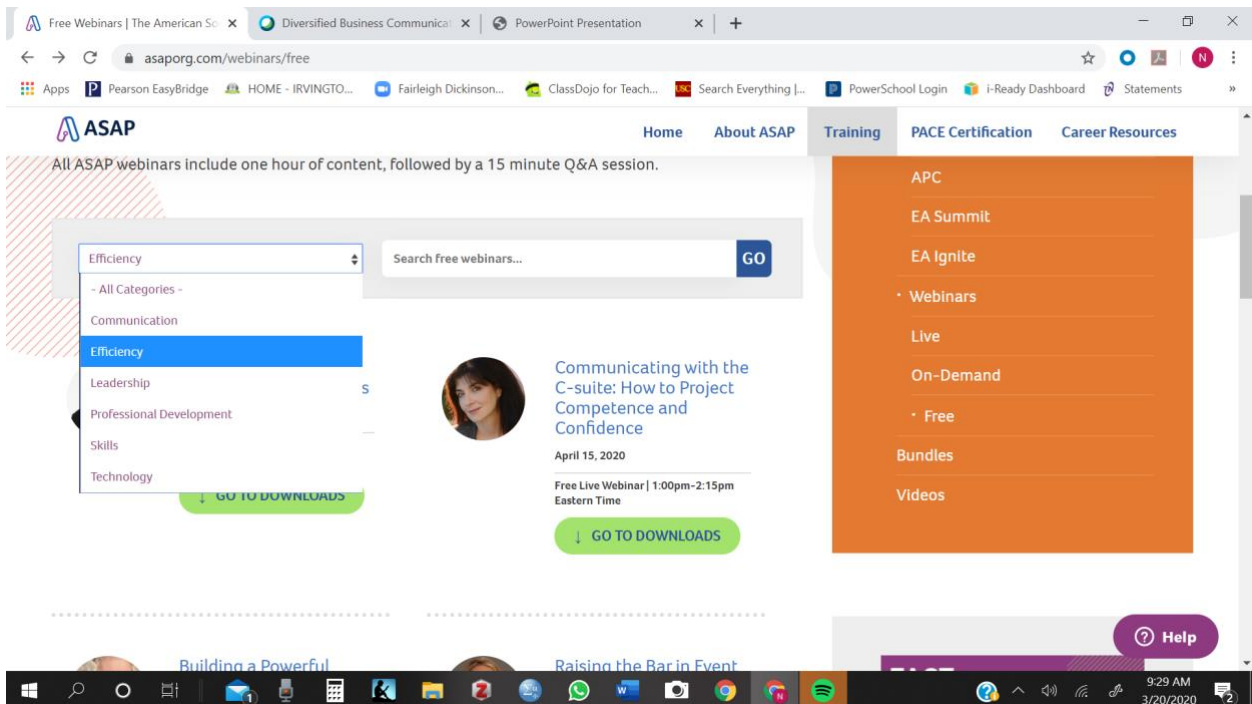 Free Webinars | The American So
Diversified Business Communicat
PowerPoint Presentation
asaporg.com/webinars/free
N
Apps
Pearson EasyBridge
HOME - IRVINGTO...
Fairleigh Dickinson...
ClassDojo for Teach...
USC
Search Everything |...
PowerSchool Login
i-Ready Dashboard
Statements
»
ASAP
Home
About ASAP
Training
PACE Certification
Career Resources
All ASAP webinars include one hour of content, followed by a 15 minute Q&A session.
Efficiency
Search free webinars...
GO
- All Categories -
Communication
Efficiency
Leadership
Professional Development
Skills
Technology
s
GO TO DOWNLOADS
Communicating with the
C-suite: How to Project
Competence and
Confidence
April 15, 2020
Free Live Webinar | 1:00pm-2:15pm
Eastern Time
GO TO DOWNLOADS
APC
EA Summit
EA Ignite
Webinars
Live
On-Demand
Free
Bundles
Videos
Building a Powerful
Raising the Bar in Event
Help
9:29 AM
3/20/2020